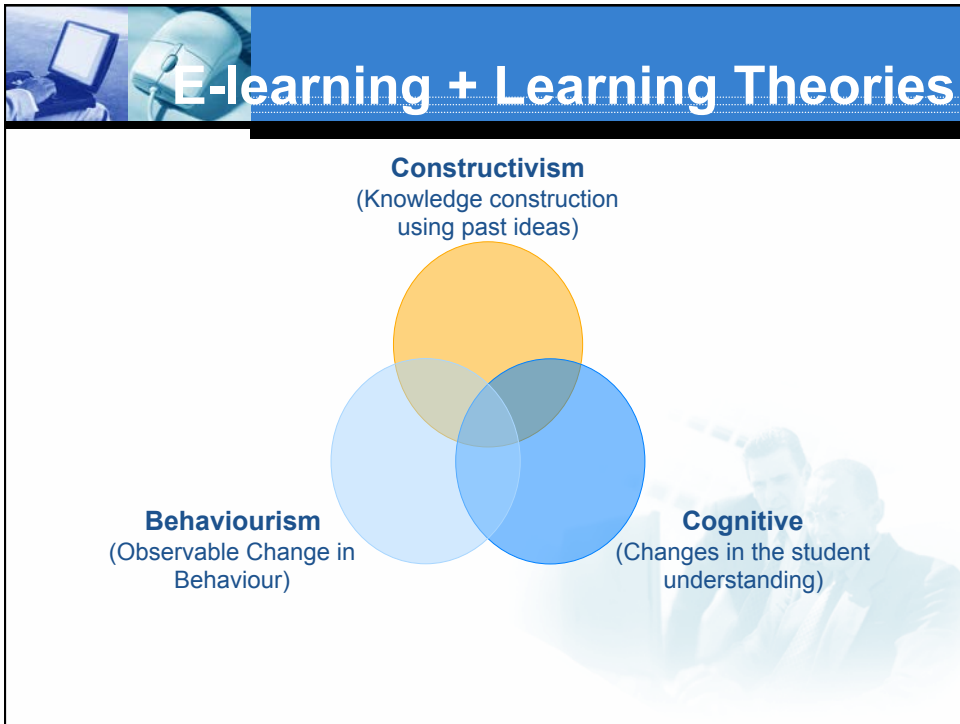 E-learning + Learning Theories
Constructivism
(Knowledge construction
using past ideas)
Behaviourism
(Observable Change in
Behaviour)
Cognitive
(Changes in the student
understanding)